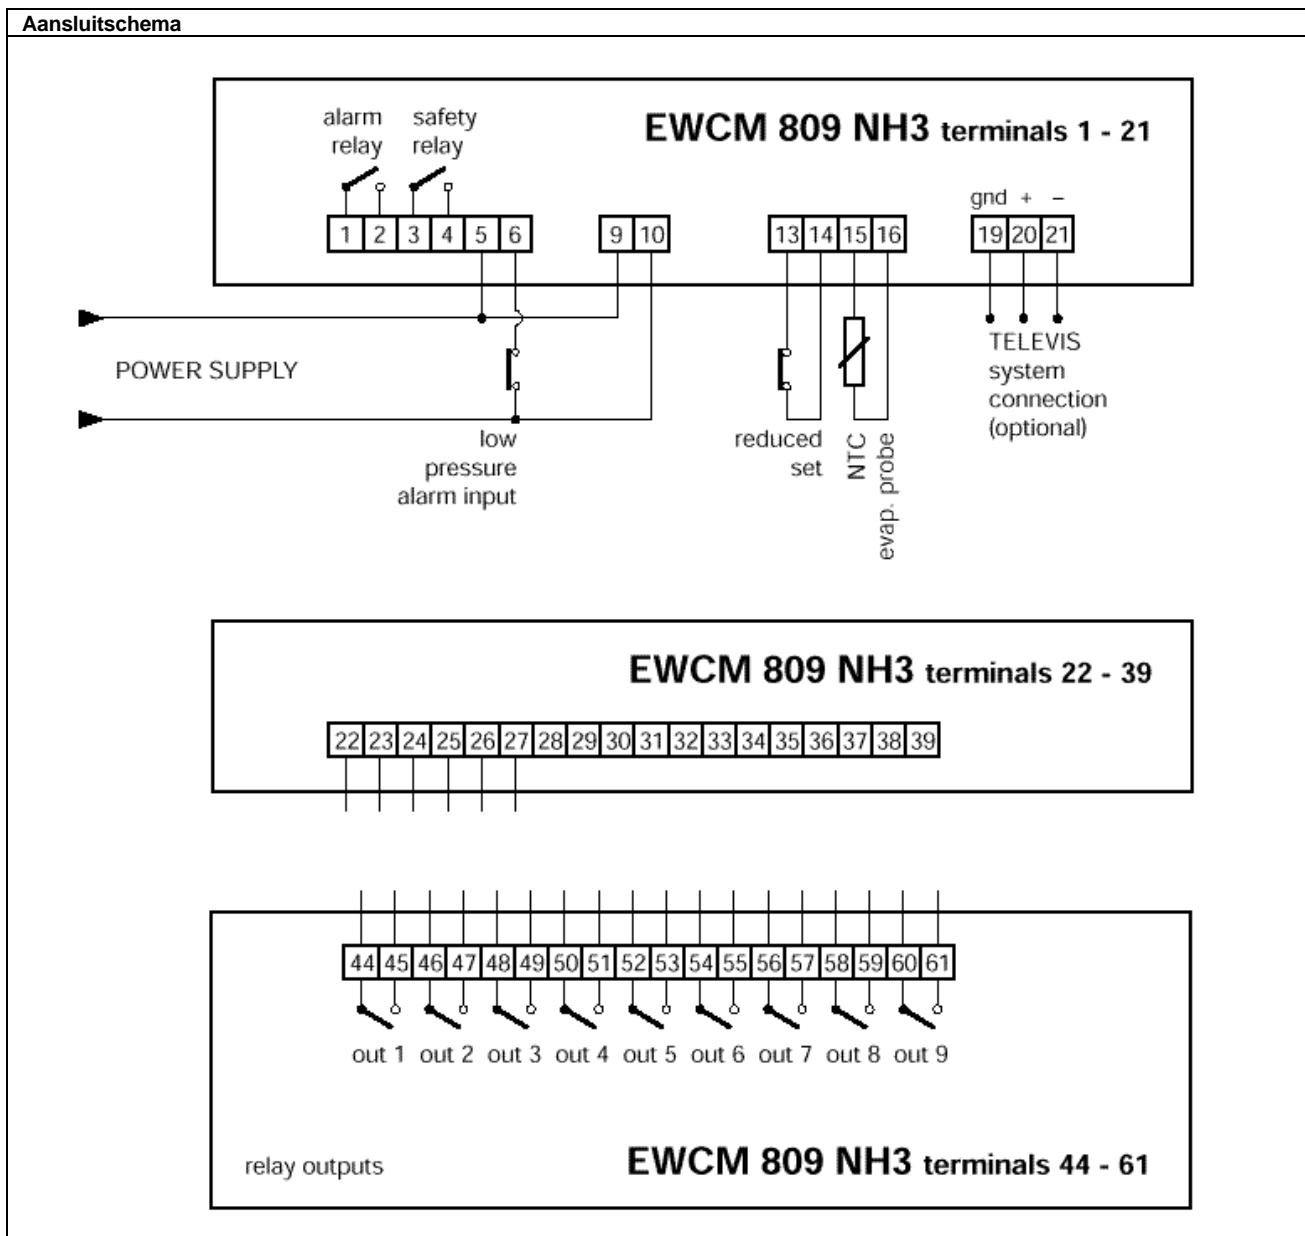 Aansluitschema
alarm relay
safety relay
EWCM 809 NH3 terminals 1 - 21
gnd + –
1 2 3 4 5 6 9 10 13 14 15 16 19 20 21
POWER SUPPLY
low
pressure
alarm input
reduced
set
NTC
evap. probe
TELEVIS
system
connection
(optional)
EWCM 809 NH3 terminals 22 - 39
22 23 24 25 26 27 28 29 30 31 32 33 34 35 36 37 38 39
44 45 46 47 48 49 50 51 52 53 54 55 56 57 58 59 60 61
out 1 out 2 out 3 out 4 out 5 out 6 out 7 out 8 out 9
relay outputs
EWCM 809 NH3 terminals 44 - 61